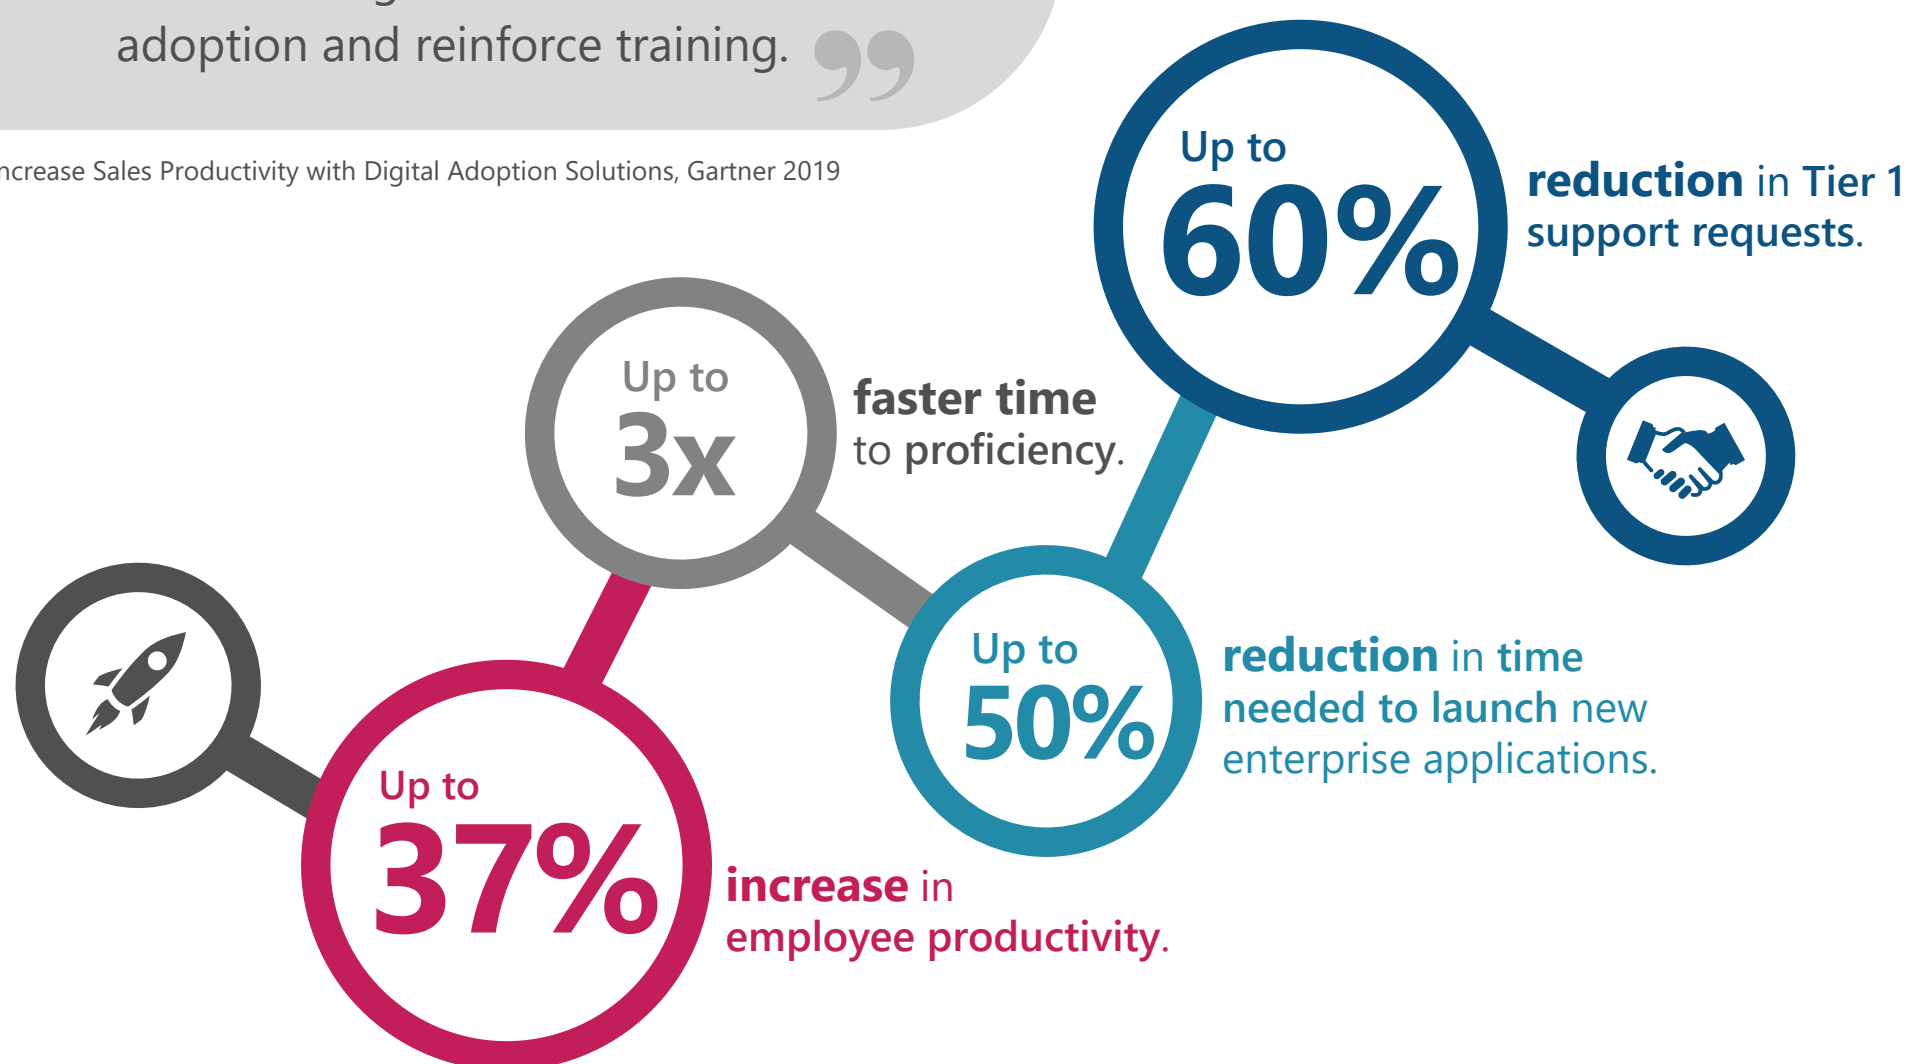 adoption and reinforce training.
Increase Sales Productivity with Digital Adoption Solutions, Gartner 2019
Up to
60%
reduction in Tier 1
support requests.
Up to
3x
faster time
to proficiency.
Up to
50%
reduction in time
needed to launch new
enterprise applications.
Up to
37%
increase in
employee productivity.